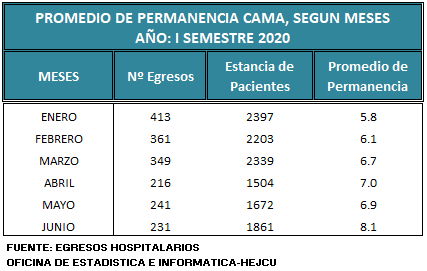 PROMEDIO DE PERMANENCIA CAMA, SEGUN MESES
AÑO: I SEMESTRE 2020
MESES Nº Egresos Estancia de Pacientes Promedio de Permanencia
ENERO 413 2397 5.8
FEBRERO 361 2203 6.1
MARZO 349 2339 6.7
ABRIL 216 1504 7.0
MAYO 241 1672 6.9
JUNIO 231 1861 8.1
FUENTE: EGRESOS HOSPITALARIOS
OFICINA DE ESTADISTICA E INFORMATICA-HEJCU